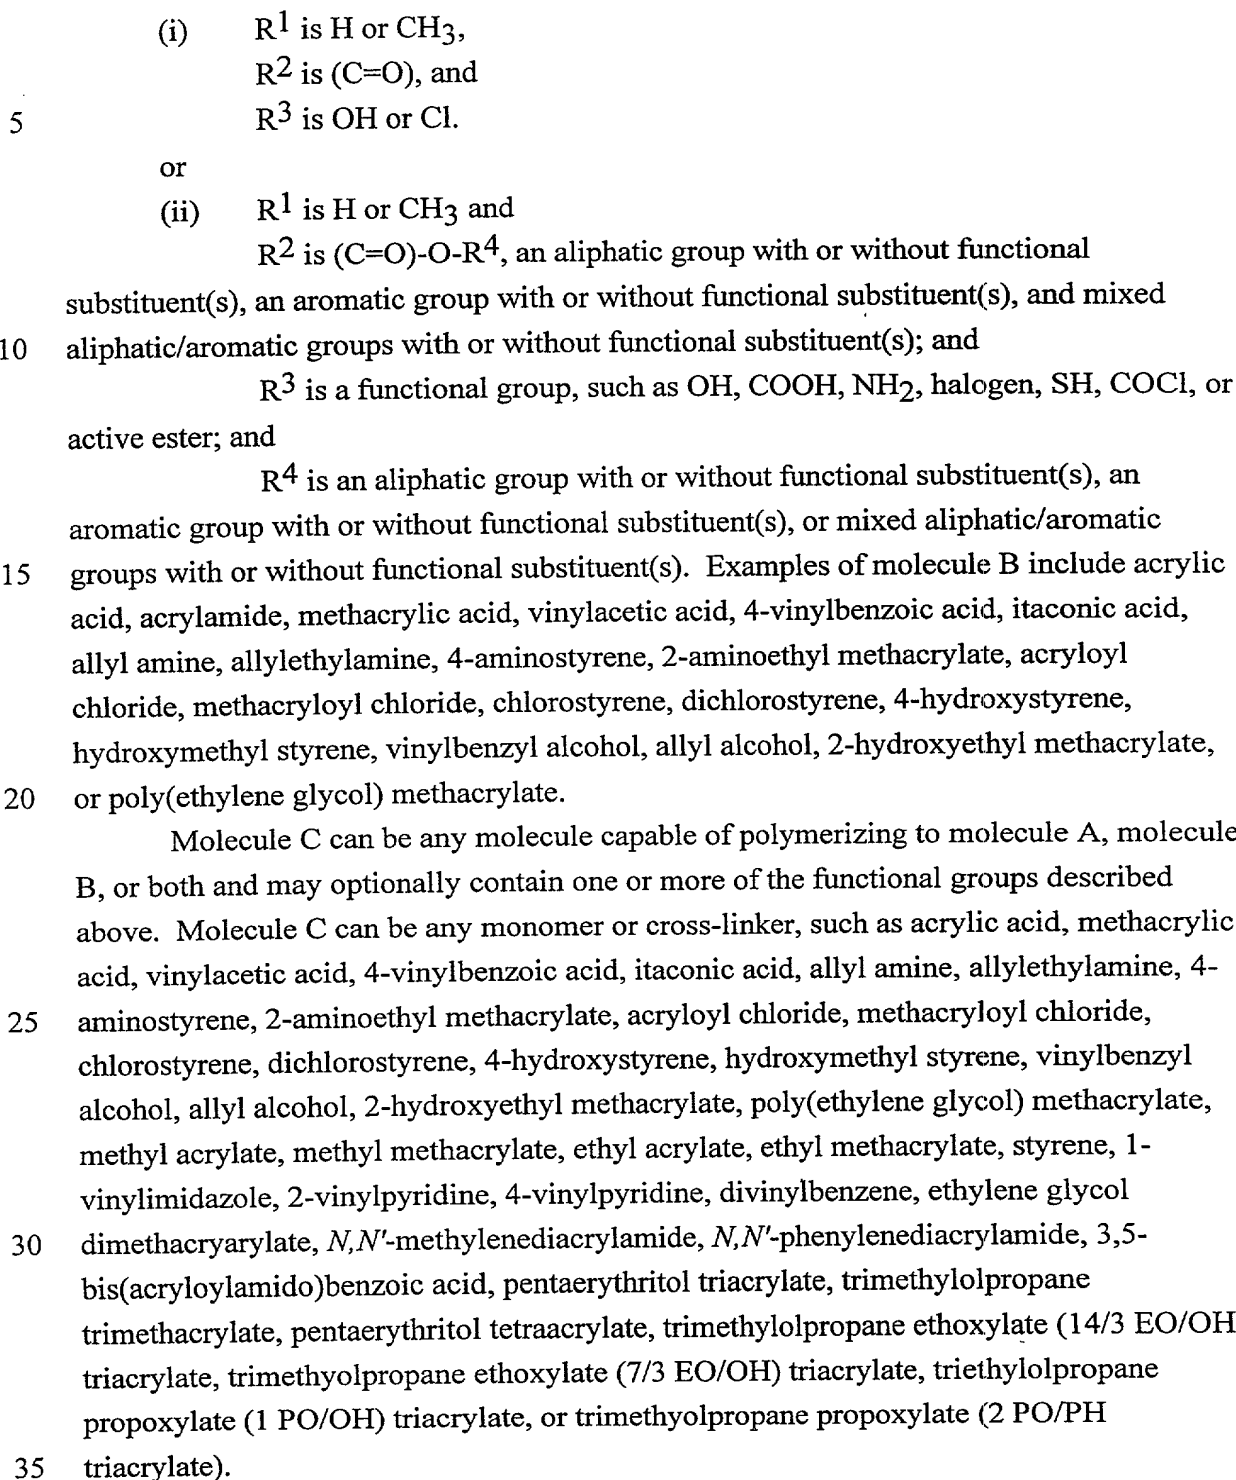 (i) R1 is H or CH3,
R2 is (C=O), and
5 R3 is OH or Cl.
or
(ii) R1 is H or CH3 and
R2 is (C=O)-O-R4, an aliphatic group with or without functional
substituent(s), an aromatic group with or without functional substituent(s), and mixed
10 aliphatic/aromatic groups with or without functional substituent(s); and
R3 is a functional group, such as OH, COOH, NH2, halogen, SH, COCl, or
active ester; and
R4 is an aliphatic group with or without functional substituent(s), an
aromatic group with or without functional substituent(s), or mixed aliphatic/aromatic
15 groups with or without functional substituent(s). Examples of molecule B include acrylic
acid, acrylamide, methacrylic acid, vinylacetic acid, 4-vinylbenzoic acid, itaconic acid,
allyl amine, allylethylamine, 4-aminostyrene, 2-aminoethyl methacrylate, acryloyl
chloride, methacryloyl chloride, chlorostyrene, dichlorostyrene, 4-hydroxystyrene,
hydroxymethyl styrene, vinylbenzyl alcohol, allyl alcohol, 2-hydroxyethyl methacrylate,
20 or poly(ethylene glycol) methacrylate.
Molecule C can be any molecule capable of polymerizing to molecule A, molecule
B, or both and may optionally contain one or more of the functional groups described
above. Molecule C can be any monomer or cross-linker, such as acrylic acid, methacrylic
acid, vinylacetic acid, 4-vinylbenzoic acid, itaconic acid, allyl amine, allylethylamine, 4-
25 aminostyrene, 2-aminoethyl methacrylate, acryloyl chloride, methacryloyl chloride,
chlorostyrene, dichlorostyrene, 4-hydroxystyrene, hydroxymethyl styrene, vinylbenzyl
alcohol, allyl alcohol, 2-hydroxyethyl methacrylate, poly(ethylene glycol) methacrylate,
methyl acrylate, methyl methacrylate, ethyl acrylate, ethyl methacrylate, styrene, 1-
vinylimidazole, 2-vinylpyridine, 4-vinylpyridine, divinylbenzene, ethylene glycol
30 dimethacryarylate, N,N'-methylenediacrylamide, N,N'-phenylenediacrylamide, 3,5-
bis(acryloylamido)benzoic acid, pentaerythritol triacrylate, trimethylolpropane
trimethacrylate, pentaerythritol tetraacrylate, trimethylolpropane ethoxylate (14/3 EO/OH
triacrylate, trimethyolpropane ethoxylate (7/3 EO/OH) triacrylate, triethylolpropane
propoxylate (1 PO/OH) triacrylate, or trimethyolpropane propoxylate (2 PO/PH
35 triacrylate).